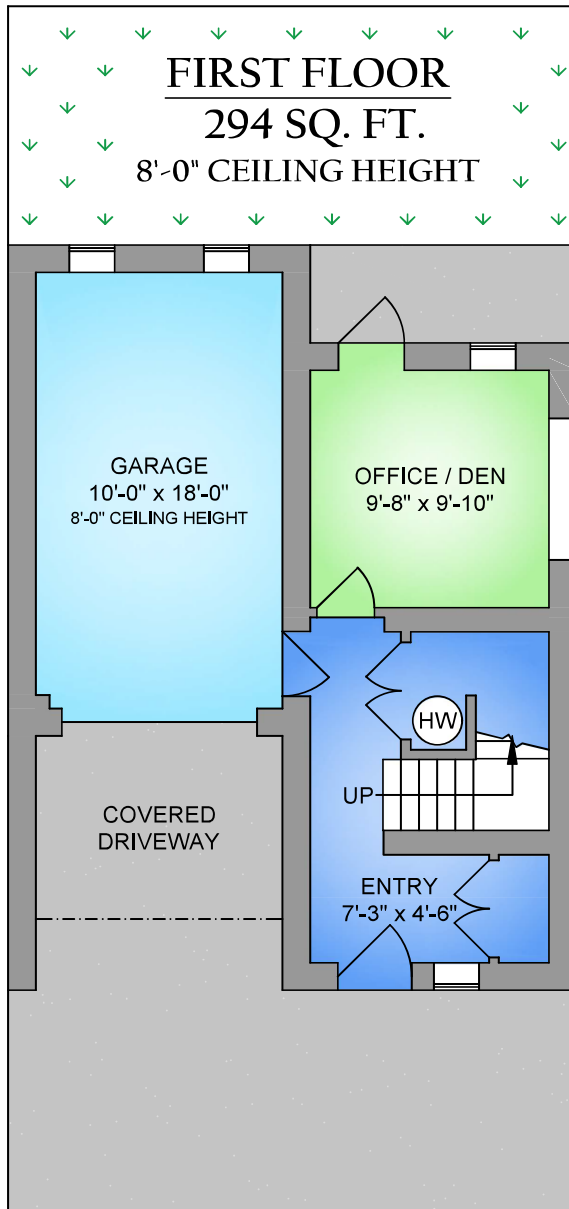 FIRST FLOOR
294 SQ. FT.
8'-0" CEILING HEIGHT
GARAGE
10'-0" x 18'-0"
8'-0" CEILING HEIGHT
OFFICE / DEN
9'-8" x 9'-10"
HW
UP
COVERED
DRIVEWAY
ENTRY
7'-3" x 4'-6"